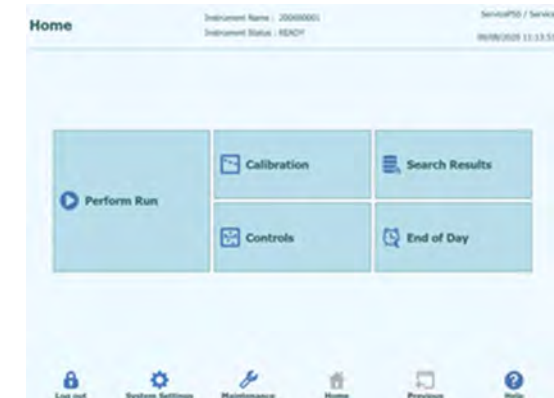 Home
Instrument Name : 200000001
Instrument Status : READY
Service
Perform Run
Calibration
Search Results
Controls
End of Day
Log out
System Settings
Maintenance
Home
Previous
Help